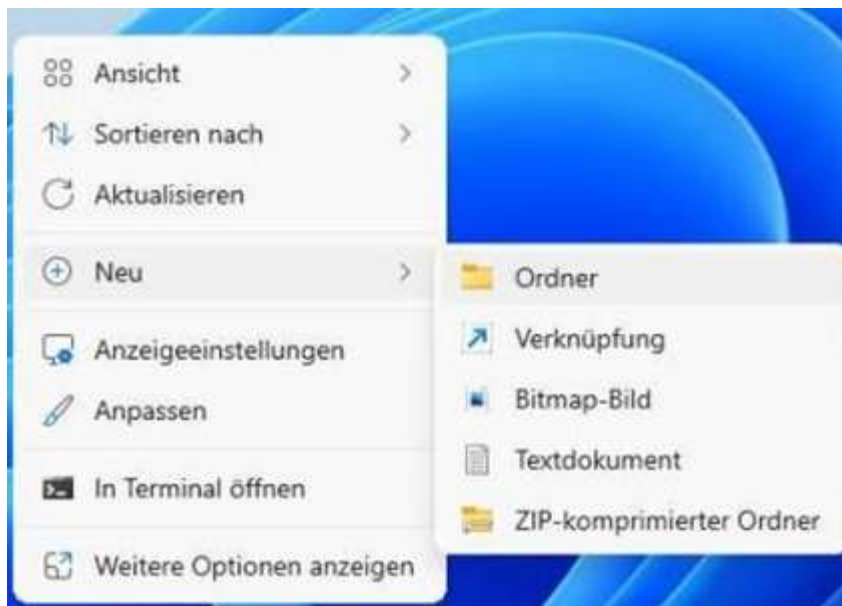 Ansicht
Sortieren nach
Aktualisieren
Neu
Anzeigeeinstellungen
Anpassen
In Terminal öffnen
Weitere Optionen anzeigen
Ordner
Verknüpfung
Bitmap-Bild
Textdokument
ZIP-komprimierter Ordner